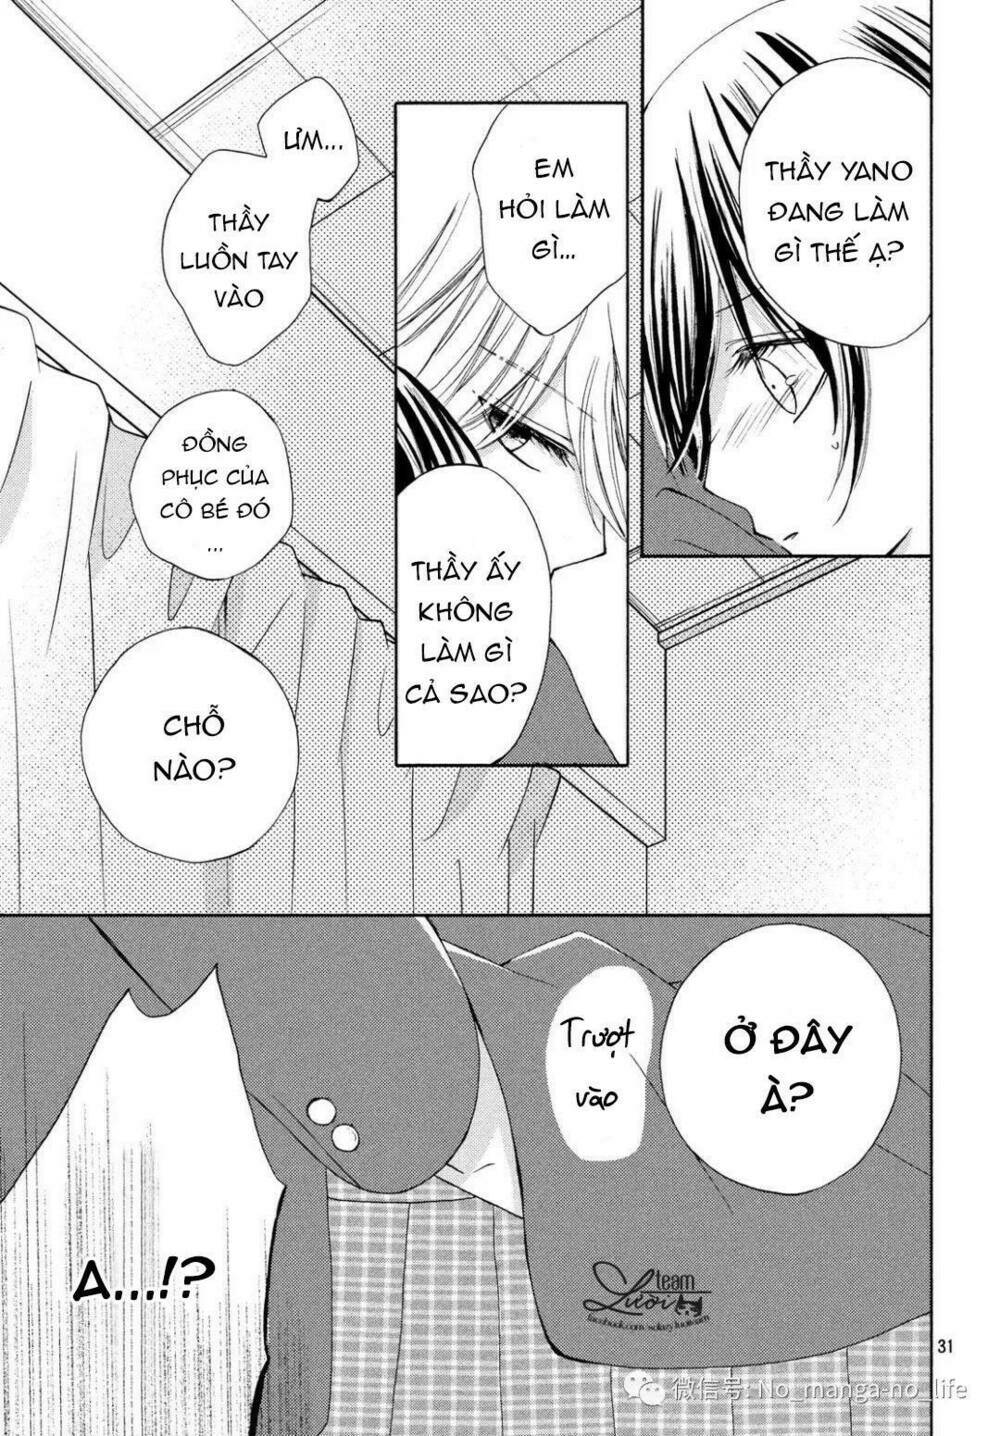 THẦY YANO
ĐANG LÀM
GÌ THẾ Ạ?
EM
HỎI LÀM
GÌ...
THẦY ẤY
KHÔNG
LÀM GÌ
CẢ SAO?
ƯM...
THẦY
LUỒN TAY
VÀO
ĐỒNG
PHỤC CỦA
CÔ BÉ ĐÓ
...
CHỖ
NÀO?
Ở ĐÂY
À?
Trượt
vào
A...!?
team
Lười
31
微信号: No_manga-no_life